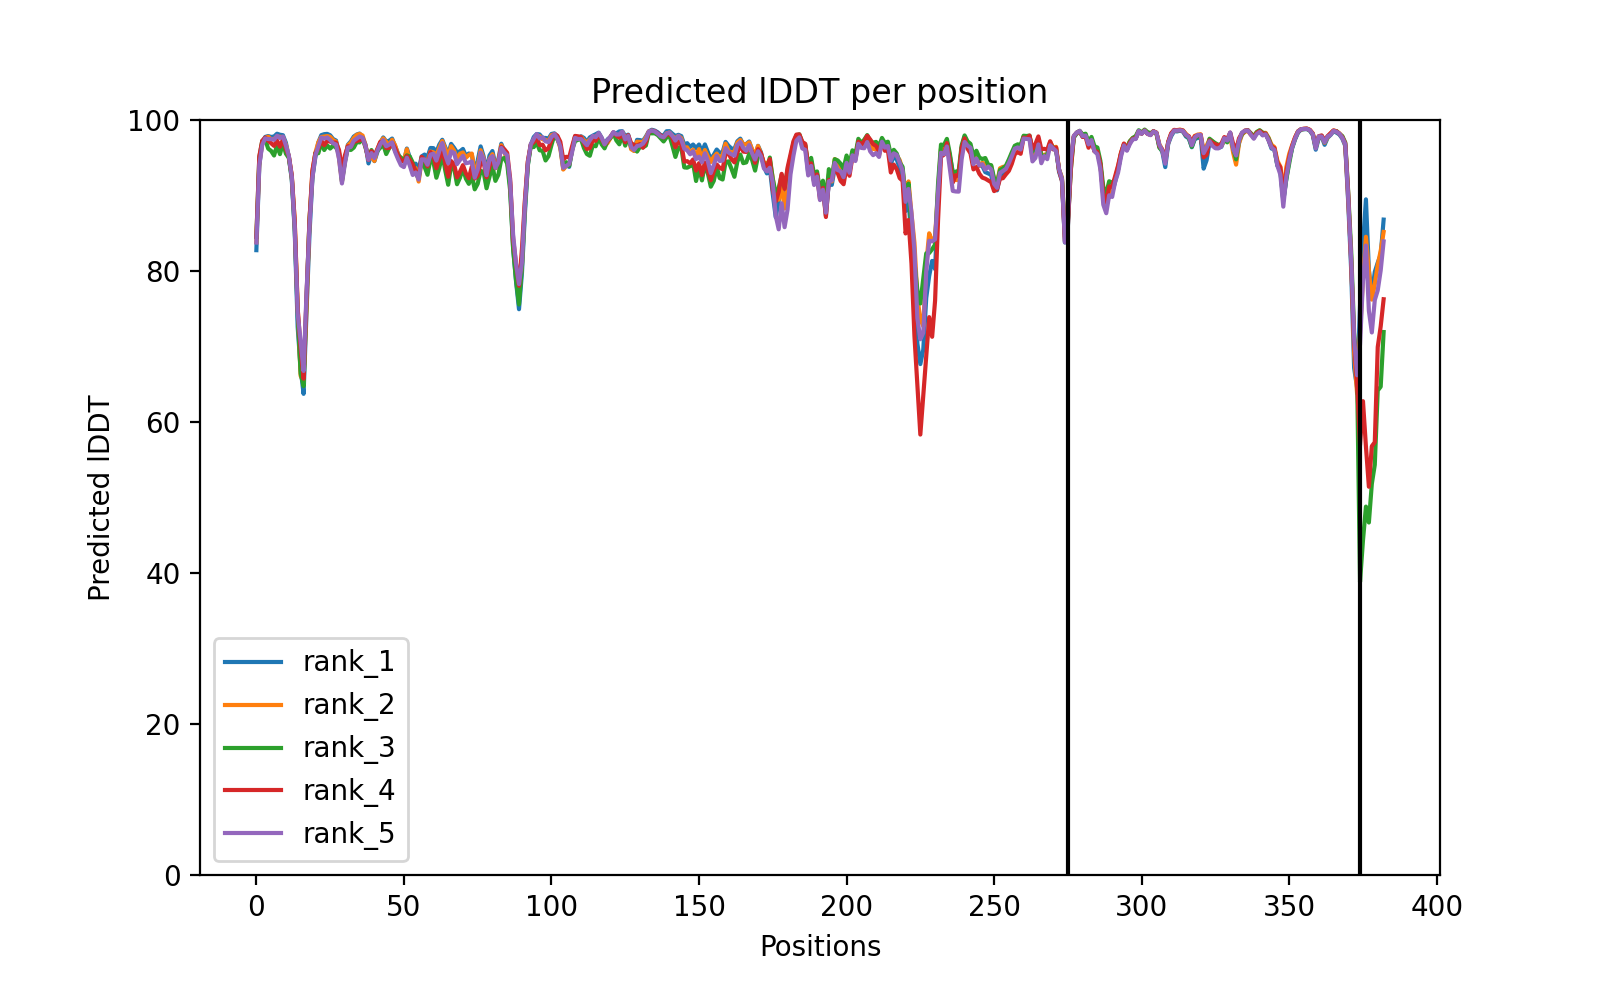 Predicted lDDT per position
100
80
60
40
20
0
Predicted lDDT
rank_1
rank_2
rank_3
rank_4
rank_5
0 50 100 150 200 250 300 350 400
Positions